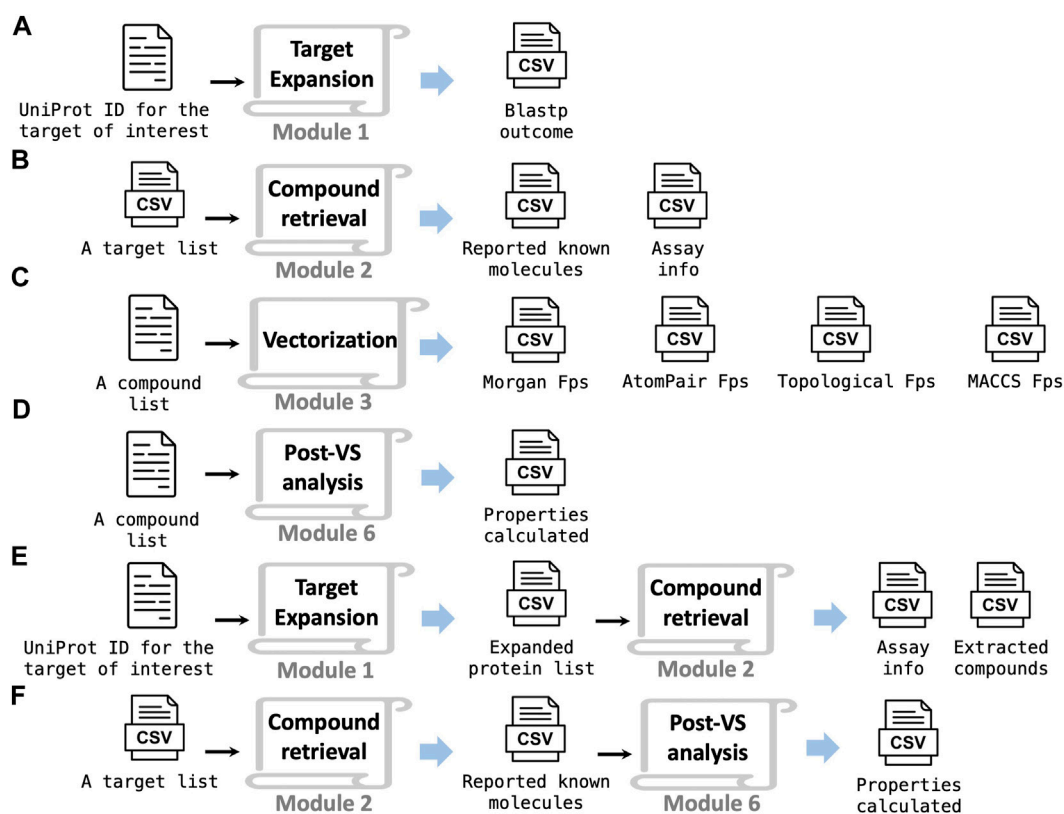 A
Target
Expansion
CSV
UniProt ID for the
target of interest
Module 1
Blastp
outcome
B
CSV
Compound
retrieval
CSV
CSV
A target list
Module 2
Reported known
molecules
Assay
info
C
Vectorization
CSV
CSV
CSV
CSV
A compound
list
Module 3
Morgan Fps
AtomPair Fps
Topological Fps
MACCS Fps
D
Post-VS
analysis
CSV
A compound
list
Module 6
Properties
calculated
E
Target
Expansion
CSV
Compound
retrieval
CSV
CSV
UniProt ID for the
target of interest
Module 1
Expanded
protein list
Module 2
Assay
info
Extracted
compounds
F
CSV
Compound
retrieval
CSV
Post-VS
analysis
CSV
A target list
Module 2
Reported known
molecules
Module 6
Properties
calculated